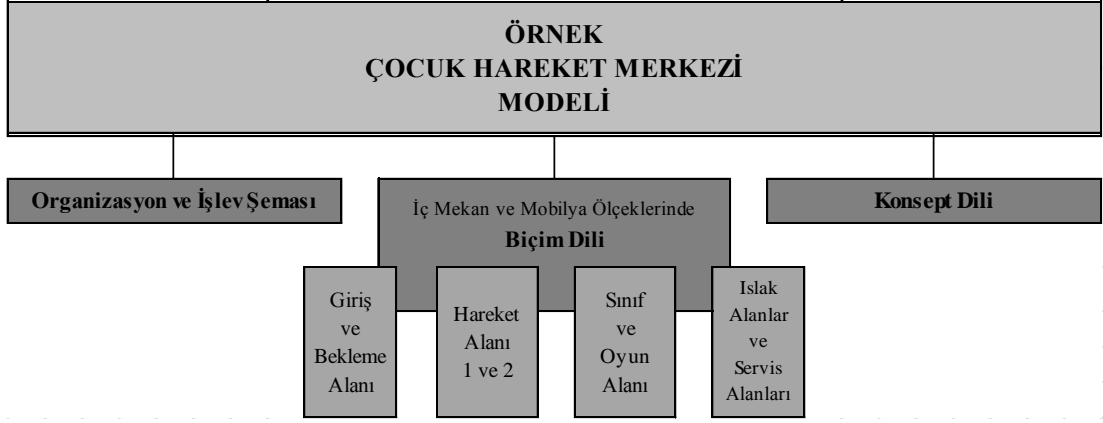 ÖRNEK
ÇOCUK HAREKET MERKEZİ
MODELİ
Organizasyon ve İşlev Şeması
İç Mekan ve Mobilya Ölçeklerinde
Biçim Dili
Konsept Dili
Giriş
ve
Bekleme
Alanı
Hareket
Alanı
1 ve 2
Sınıf
ve
Oyun
Alanı
Islak
Alanlar
ve
Servis
Alanları